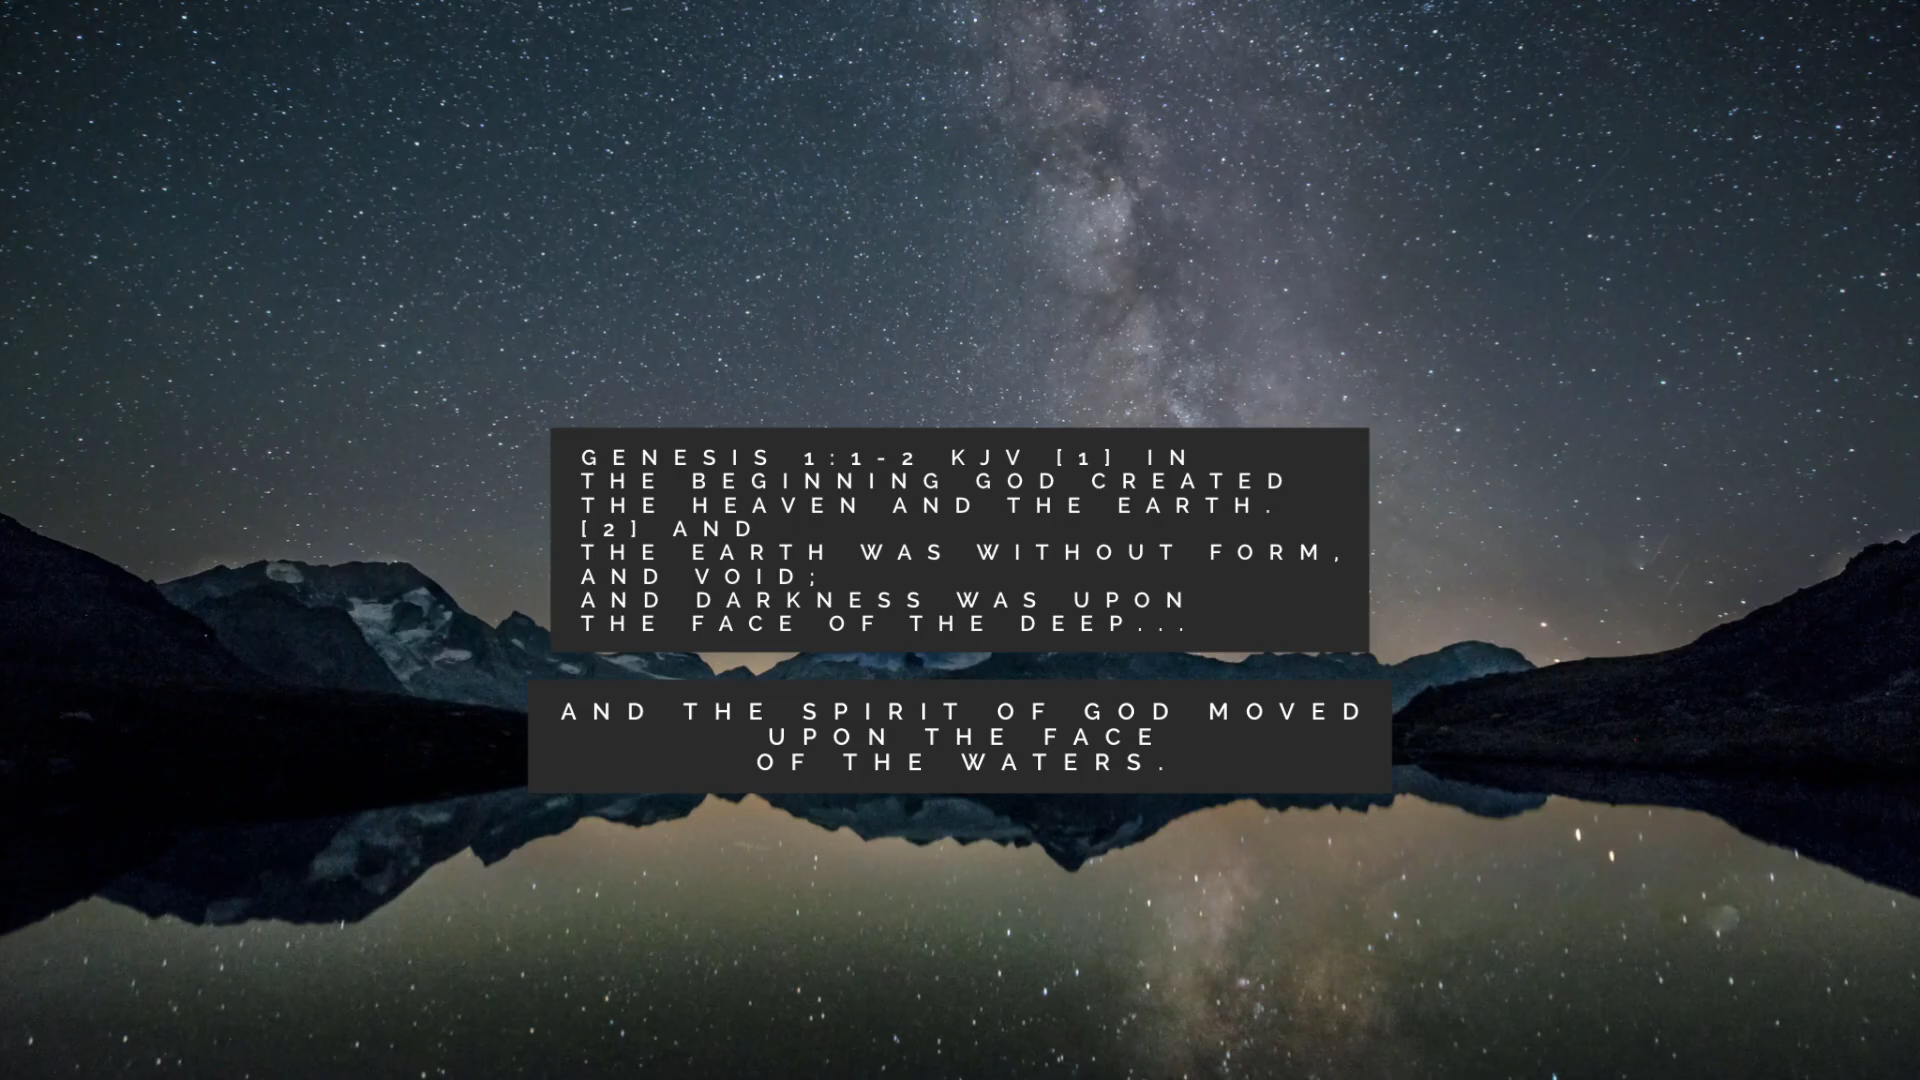 GENESIS 1:1-2 KJV [1] IN
THE BEGINNING GOD CREATED
THE HEAVEN AND THE EARTH.
[2] AND
THE EARTH WAS WITHOUT FORM,
AND VOID;
AND DARKNESS WAS UPON
THE FACE OF THE DEEP...
AND THE SPIRIT OF GOD MOVED
UPON THE FACE
OF THE WATERS.